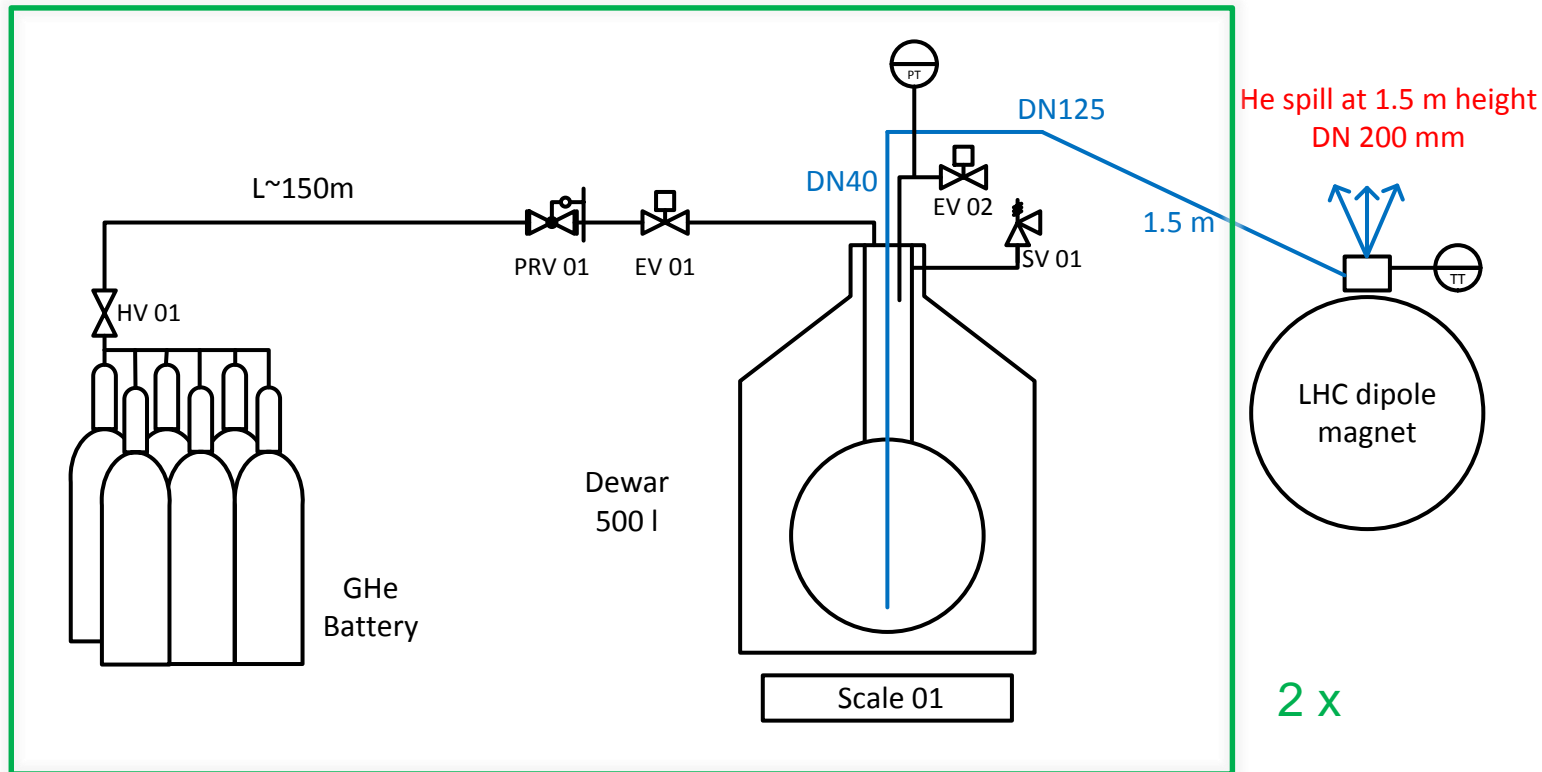 PT
He spill at 1.5 m height
DN 200 mm
DN125
L~150m
DN40
EV 02
1.5 m
PRV 01
EV 01
SV 01
TT
HV 01
LHC dipole
magnet
Dewar
500 l
GHe
Battery
Scale 01
2 x